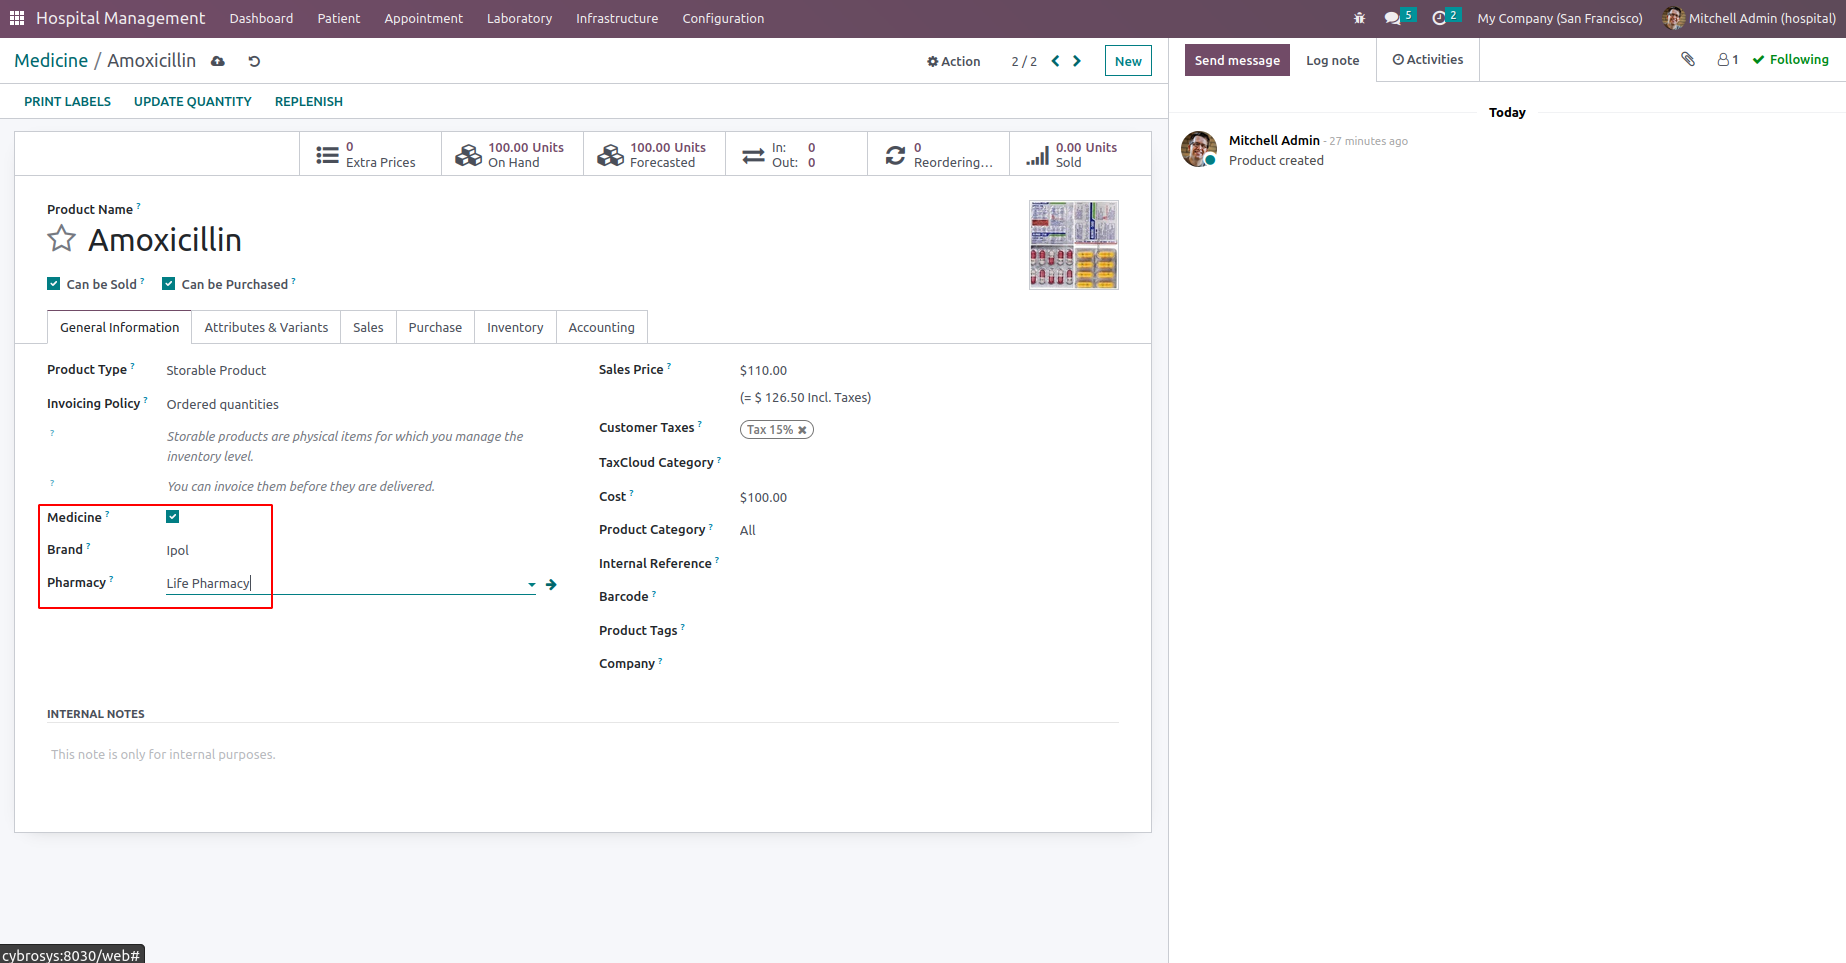 Hospital Management Dashboard Patient Appointment Laboratory Infrastructure Configuration 5 2 My Company (San Francisco) Mitchell Admin (hospital)
Medicine / Amoxicillin Action 2 / 2 New
PRINT LABELS UPDATE QUANTITY REPLENISH
0
Extra Prices
100.00 Units
On Hand
100.00 Units
Forecasted
In: 0
Out: 0
0
Reordering...
0.00 Units
Sold
Product Name ?
Amoxicillin
Can be Sold ? Can be Purchased ?
General Information Attributes & Variants Sales Purchase Inventory Accounting
Product Type ? Storable Product
Invoicing Policy ? Ordered quantities
? Storable products are physical items for which you manage the
inventory level.
? You can invoice them before they are delivered.
Medicine ?
Brand ? Ipol
Pharmacy ? Life Pharmacy
Sales Price ? $110.00
(= $ 126.50 Incl. Taxes)
Customer Taxes ? Tax 15% ×
TaxCloud Category ?
Cost ? $100.00
Product Category ? All
Internal Reference ?
Barcode ?
Product Tags ?
Company ?
INTERNAL NOTES
This note is only for internal purposes.
Send message Log note Activities 1 Following
Today
Mitchell Admin - 27 minutes ago
Product created
cybrosys:8030/web#